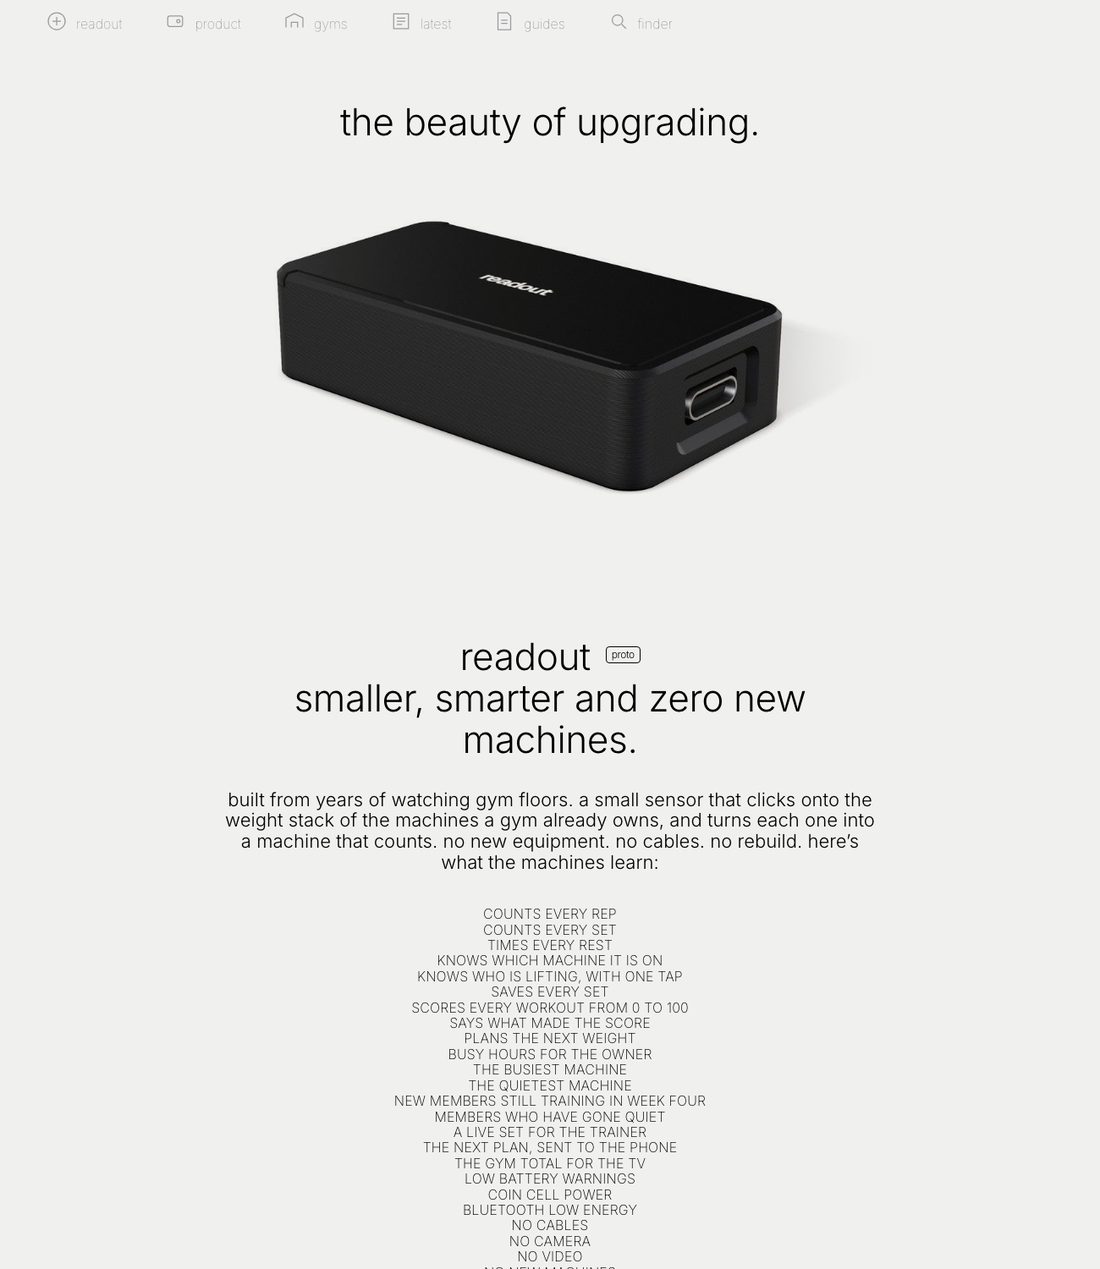 readout product gyms latest guides finder
the beauty of upgrading.
readout
readout proto
smaller, smarter and zero new
machines.
built from years of watching gym floors. a small sensor that clicks onto the
weight stack of the machines a gym already owns, and turns each one into
a machine that counts. no new equipment. no cables. no rebuild. here’s
what the machines learn:
COUNTS EVERY REP
COUNTS EVERY SET
TIMES EVERY REST
KNOWS WHICH MACHINE IT IS ON
KNOWS WHO IS LIFTING, WITH ONE TAP
SAVES EVERY SET
SCORES EVERY WORKOUT FROM 0 TO 100
SAYS WHAT MADE THE SCORE
PLANS THE NEXT WEIGHT
BUSY HOURS FOR THE OWNER
THE BUSIEST MACHINE
THE QUIETEST MACHINE
NEW MEMBERS STILL TRAINING IN WEEK FOUR
MEMBERS WHO HAVE GONE QUIET
A LIVE SET FOR THE TRAINER
THE NEXT PLAN, SENT TO THE PHONE
THE GYM TOTAL FOR THE TV
LOW BATTERY WARNINGS
COIN CELL POWER
BLUETOOTH LOW ENERGY
NO CABLES
NO CAMERA
NO VIDEO